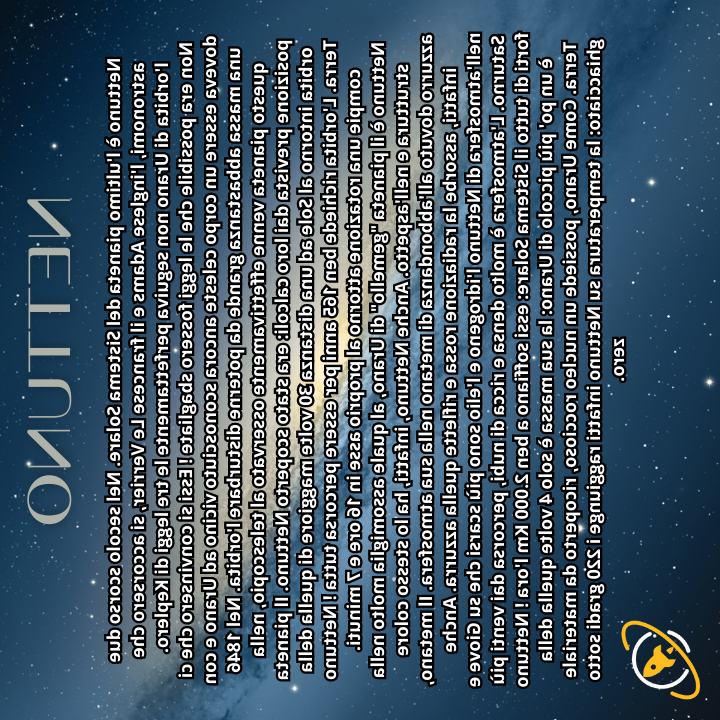 NETTUNO
Nettuno è l'ultimo pianeta del Sistema Solare. Nel secolo scorso due
astronomi, l'inglese Adams e il francese Le Verrier, si accorsero che
l'orbita di Urano non seguiva perfettamente le tre leggi di Keplero.
Non era possibile che le leggi fossero sbagliate ! Essi si convinsero che ci
doveva essere un corpo celeste ancora sconosciuto vicino ad Urano e con
una massa abbastanza grande da poterne disturbare l'orbita. Nel 1846
questo pianeta venne effettivamente osservato al telescopio, nella
posizione prevista dai loro calcoli: era stato scoperto Nettuno. Il pianeta
orbita intorno al Sole ad una distanza 30 volte maggiore di quella della
Terra. L'orbita richiede ben 165 anni per essere percorsa tutta ! Nettuno
compie una rotazione attorno al proprio asse in 16 ore e 7 minuti.
Nettuno è il pianeta "gemello" di Urano, al quale assomiglia molto nella
struttura e nell'aspetto. Anche Nettuno, infatti, ha lo stesso colore
azzurro dovuto all'abbondanza di metano nella sua atmosfera. Il metano,
infatti, assorbe la radiazione rossa e riflette quella azzurra. Anche
nell'atmosfera di Nettuno l'idrogeno e l'elio sono più scarsi che su Giove e
Saturno. L'atmosfera è molto densa e ricca di nubi, percorsa dai venti più
forti di tutto il Sistema Solare: essi soffiano a ben 2.000 Km l'ora ! Nettuno
è un po' più piccolo di Urano: la sua massa è solo 4 volte quella della
Terra. Come Urano, possiede un nucleo roccioso, ricoperto da materiale
ghiacciato: la temperatura su Nettuno infatti raggiunge i 220 gradi sotto
zero.